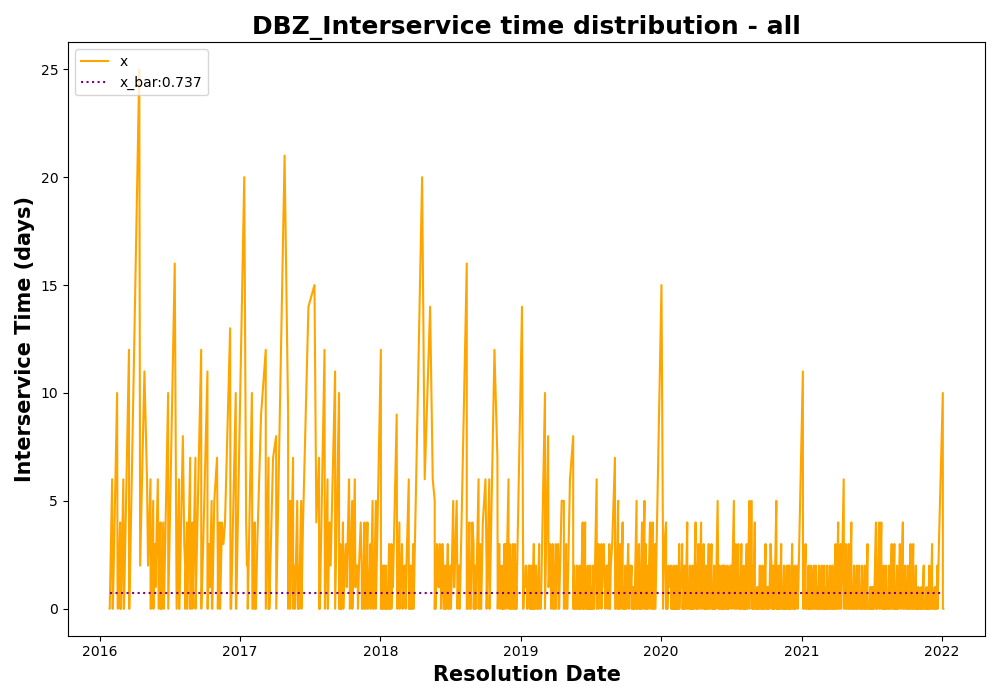 DBZ_Interservice time distribution - all
x
x_bar:0.737
Interservice Time (days)
25
20
15
10
5
0
2016
2017
2018
2019
2020
2021
2022
Resolution Date